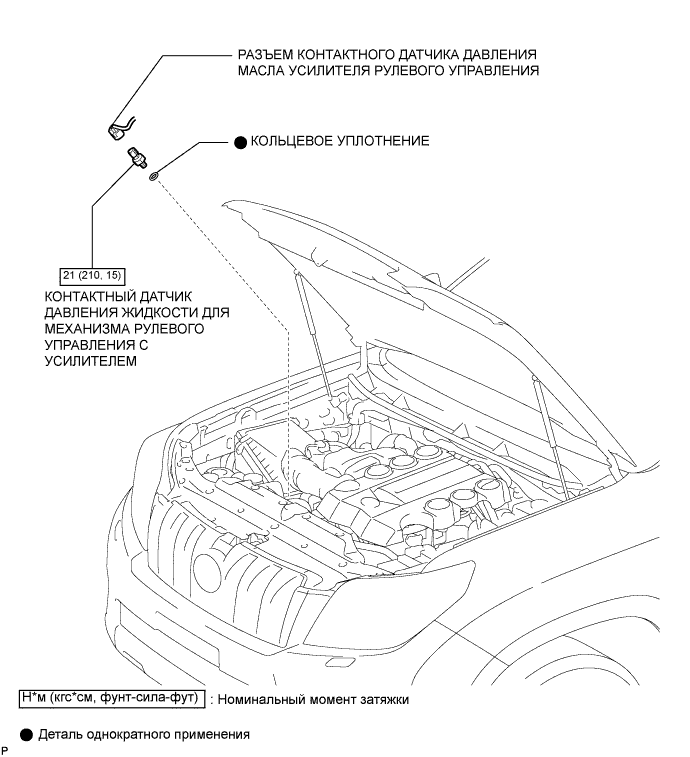 РАЗЪЕМ КОНТАКТНОГО ДАТЧИКА ДАВЛЕНИЯ
МАСЛА УСИЛИТЕЛЯ РУЛЕВОГО УПРАВЛЕНИЯ
КОЛЬЦЕВОЕ УПЛОТНЕНИЕ
21 (210, 15)
КОНТАКТНЫЙ ДАТЧИК
ДАВЛЕНИЯ ЖИДКОСТИ ДЛЯ
МЕХАНИЗМА РУЛЕВОГО
УПРАВЛЕНИЯ С
УСИЛИТЕЛЕМ
Н*м (кгс*см, фунт-сила-фут) : Номинальный момент затяжки
Деталь однократного применения
P